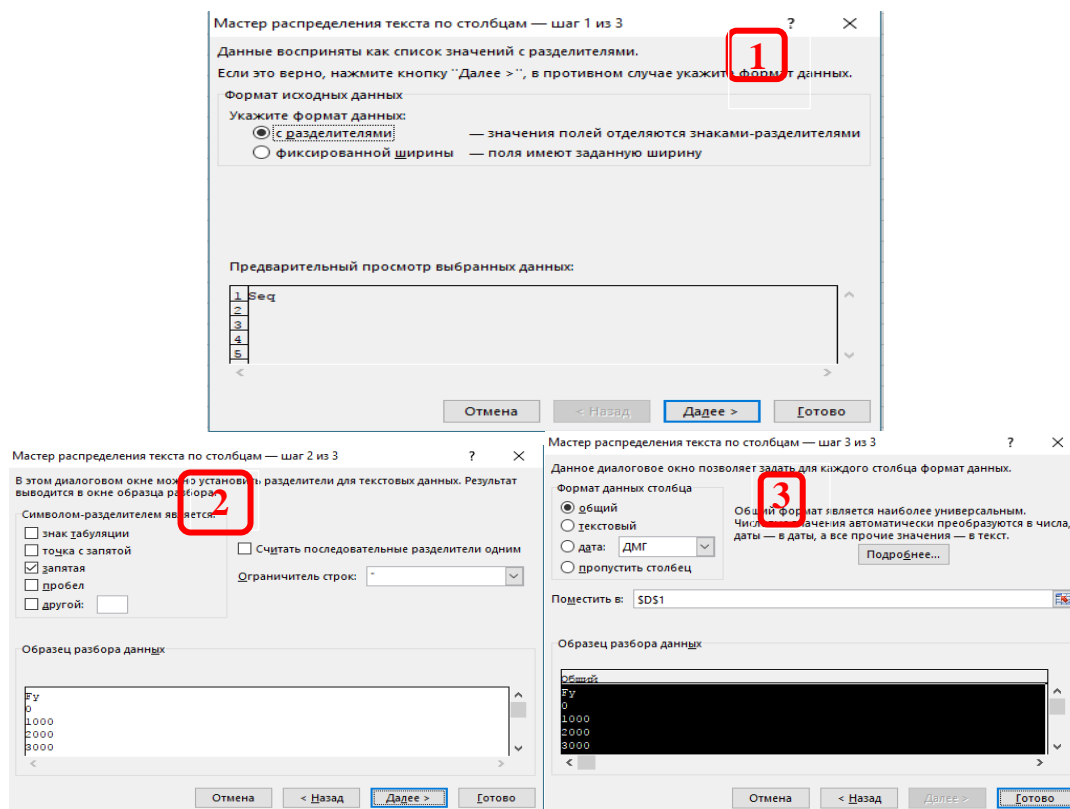 Мастер распределения текста по столбцам — шаг 1 из 3 ? ×
Данные восприняты как список значений с разделителями.
1
Если это верно, нажмите кнопку "Далее >", в противном случае укажите формат данных.
Формат исходных данных
Укажите формат данных:
с разделителями — значения полей отделяются знаками-разделителями
фиксированной ширины — поля имеют заданную ширину
Предварительный просмотр выбранных данных:
1 Seq
2
3
4
5
< >
Отмена < Назад Далее > Готово
Мастер распределения текста по столбцам — шаг 2 из 3 ? ×
В этом диалоговом окне можно установить разделители для текстовых данных. Результат
выводится в окне образца разбора.
2
Символом-разделителем является:
знак табуляции
точка с запятой
запятая
пробел
другой:
Считать последовательные разделители одним
Ограничитель строк: "
Образец разбора данных
Fy
0
1000
2000
3000
< >
Отмена < Назад Далее > Готово
Мастер распределения текста по столбцам — шаг 3 из 3 ? ×
Данное диалоговое окно позволяет задать для каждого столбца формат данных.
3
Формат данных столбца
общий
текстовый
дата: ДМГ
пропустить столбец
Общий формат является наиболее универсальным.
Числовые значения автоматически преобразуются в числа,
даты — в даты, а все прочие значения — в текст.
Подробнее...
Поместить в: $D$1
Образец разбора данных
Общий
Fy
0
1000
2000
3000
< >
Отмена < Назад Далее > Готово